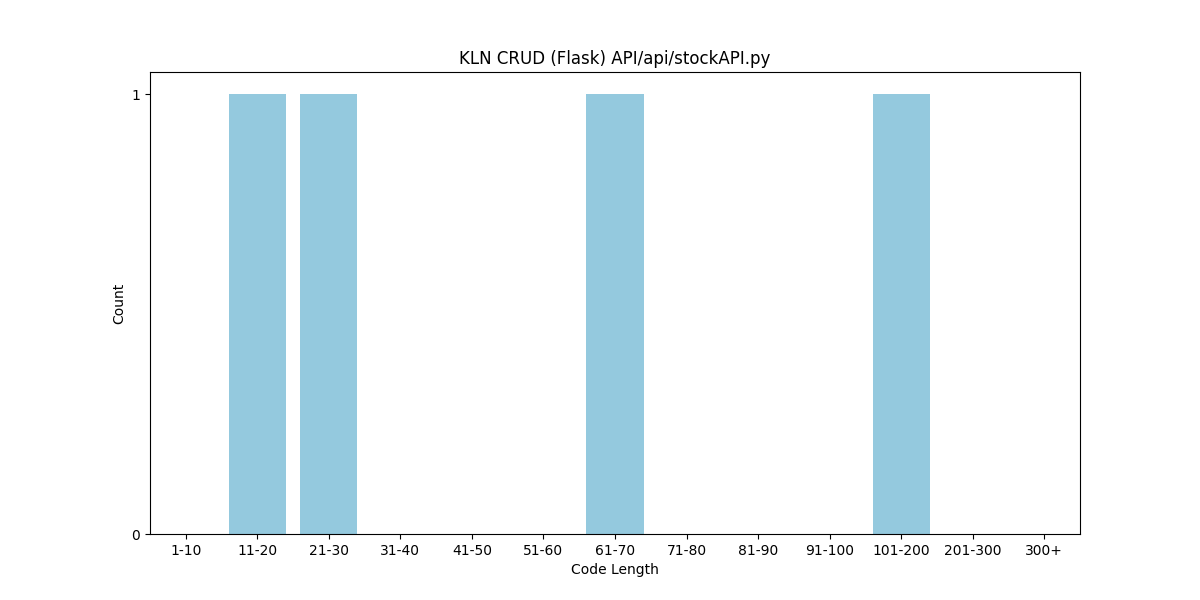 KLN CRUD (Flask) API/api/stockAPI.py
1
Count
0
1-10 11-20 21-30 31-40 41-50 51-60 61-70 71-80 81-90 91-100 101-200 201-300 300+
Code Length